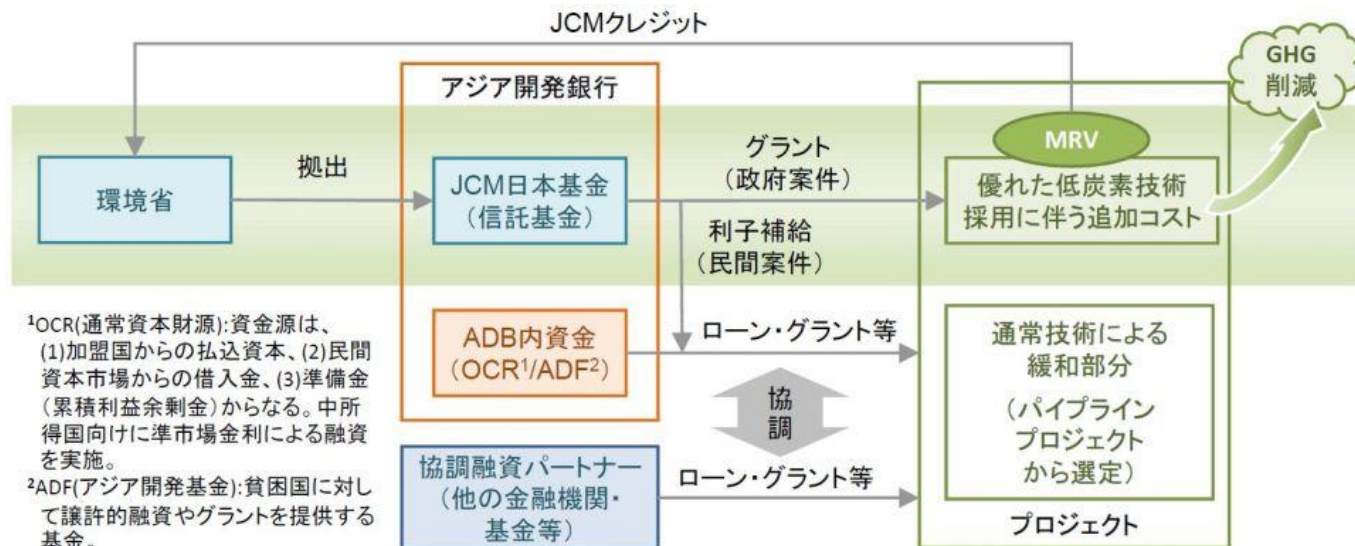 JCMクレジット
GHG
削減
アジア開発銀行
MRV
環境省
拠出
JCM日本基金
（信託基金）
グラント
（政府案件）
利子補給
（民間案件）
優れた低炭素技術
採用に伴う追加コスト
ADB内資金
（OCR¹/ADF²）
ローン・グラント等
通常技術による
緩和部分
（パイプライン
プロジェクト
から選定）
協
調
協調融資パートナー
（他の金融機関・
基金等）
ローン・グラント等
プロジェクト
¹OCR(通常資本財源):資金源は、
(1)加盟国からの払込資本、(2)民間
資本市場からの借入金、(3)準備金
（累積利益余剰金）からなる。中所
得国向けに準市場金利による融資
を実施。
²ADF(アジア開発基金):貧困国に対し
て譲許的融資やグラントを提供する
基金。